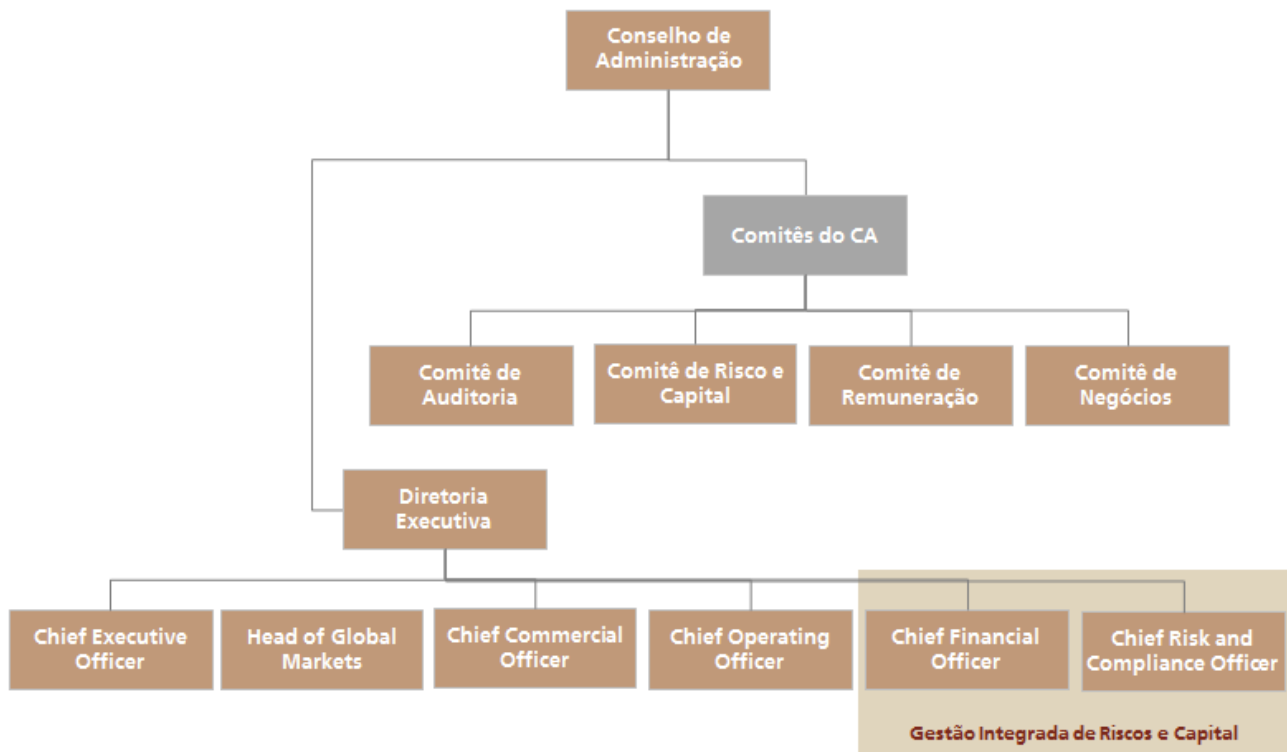 Conselho de
Administração
Comitês do CA
Comitê de
Auditoria
Comitê de Risco e
Capital
Comitê de
Remuneração
Comitê de
Negócios
Diretoria
Executiva
Chief Executive
Officer
Head of Global
Markets
Chief Commercial
Officer
Chief Operating
Officer
Chief Financial
Officer
Chief Risk and
Compliance Officer
Gestão Integrada de Riscos e Capital